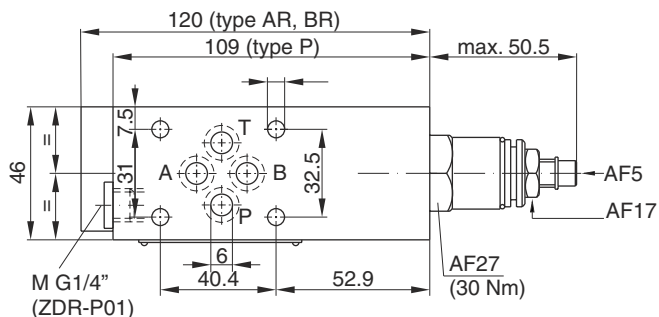 120 (type AR, BR)
109 (type P)
max. 50.5
7.5
T
=
46
31
A
B
32.5
AF5
=
P
AF17
6
AF27
M G1/4”
40.4
52.9
(30 Nm)
(ZDR-P01)